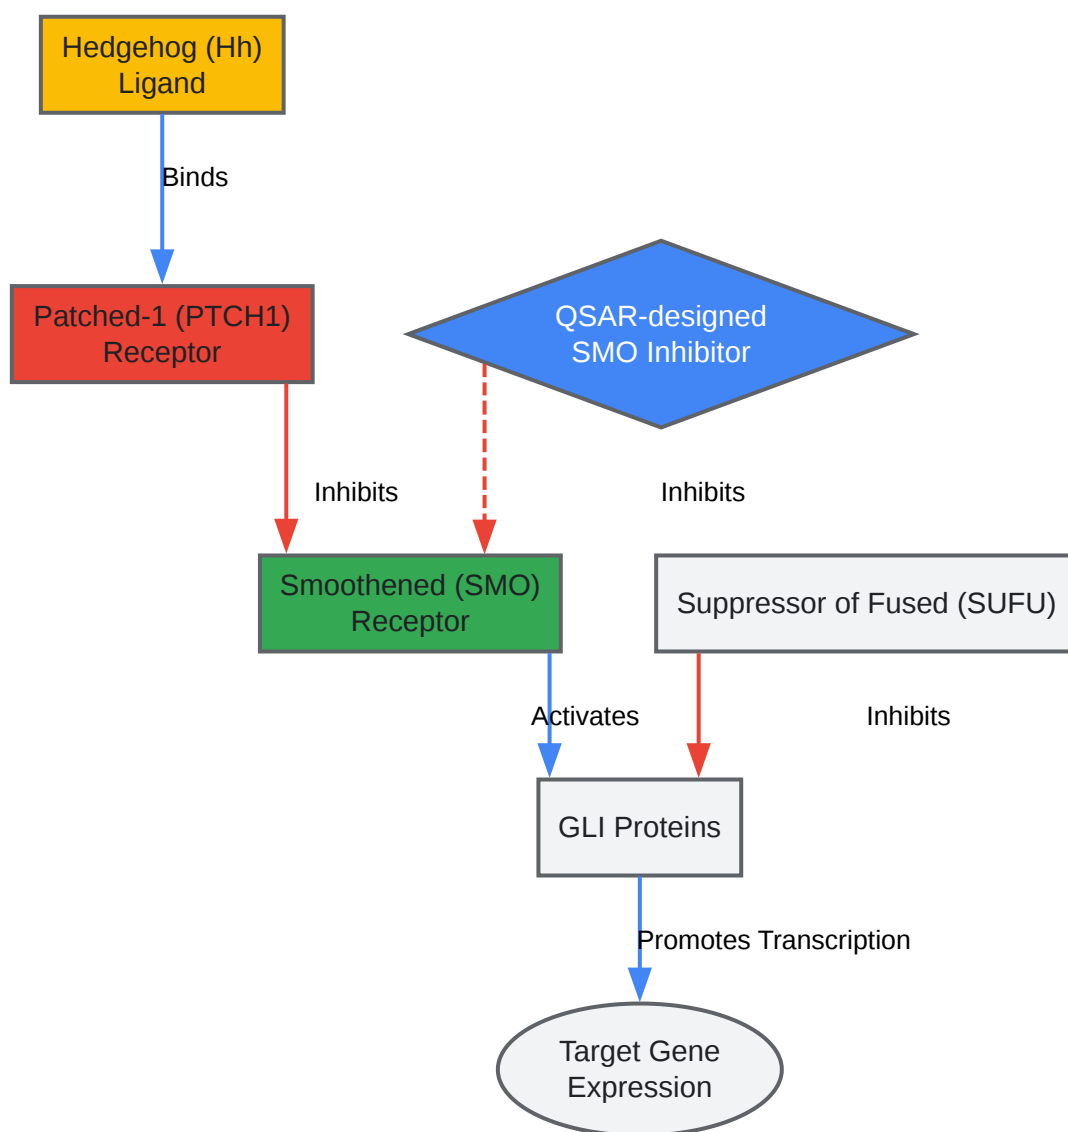 Hedgehog (Hh)
Ligand
Binds
Patched-1 (PTCH1)
Receptor
QSAR-designed
SMO Inhibitor
Inhibits
Inhibits
Smoothened (SMO)
Receptor
Suppressor of Fused (SUFU)
Activates
Inhibits
GLI Proteins
Promotes Transcription
Target Gene
Expression